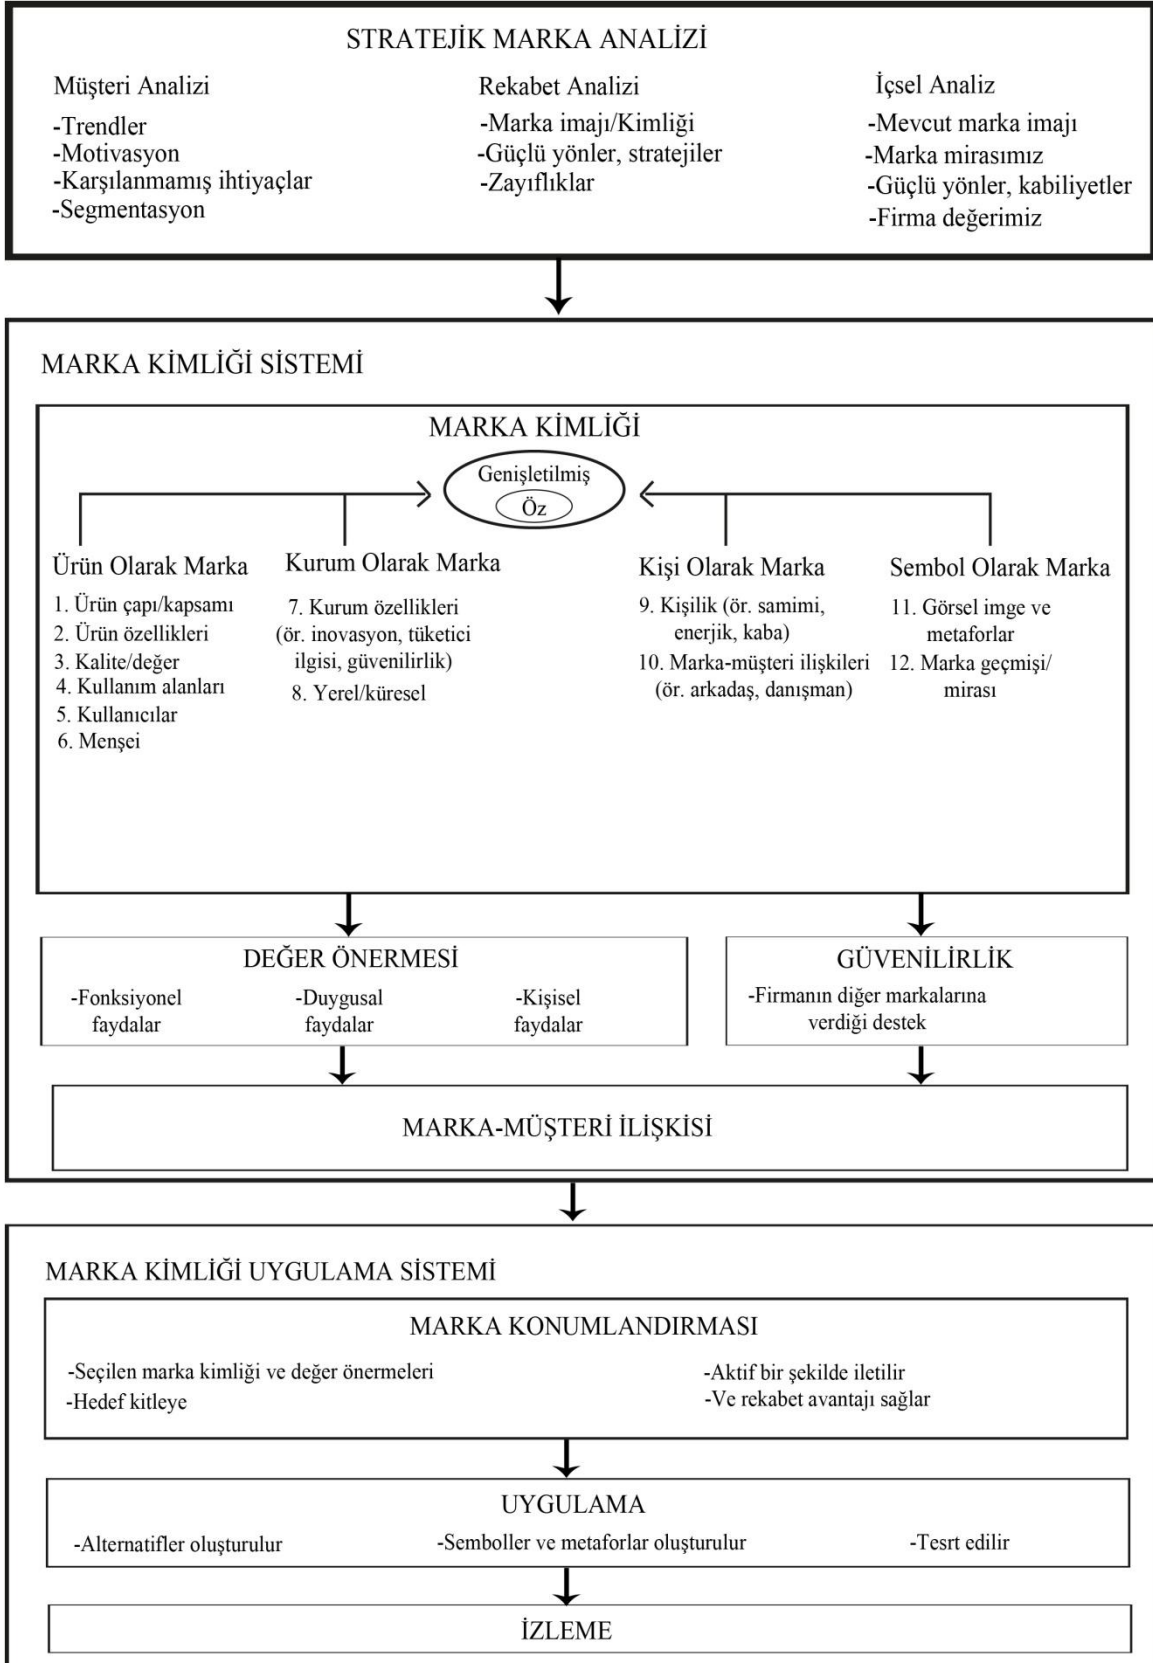 STRATEJİK MARKA ANALİZİ
Müşteri Analizi
-Trendler
-Motivasyon
-Karşılanmamış ihtiyaçlar
-Segmentasyon
Rekabet Analizi
-Marka imajı/Kimliği
-Güçlü yönler, stratejiler
-Zayıflıklar
İçsel Analiz
-Mevcut marka imajı
-Marka mirasımız
-Güçlü yönler, kabiliyetler
-Firma değerimiz
MARKA KİMLİĞİ SİSTEMİ
MARKA KİMLİĞİ
Genişletilmiş
Öz
Ürün Olarak Marka
1. Ürün çapı/kapsamı
2. Ürün özellikleri
3. Kalite/değer
4. Kullanım alanları
5. Kullanıcılar
6. Menşei
Kurum Olarak Marka
7. Kurum özellikleri
(ör. inovasyon, tüketici
ilgisi, güvenilirlik)
8. Yerel/küresel
Kişi Olarak Marka
9. Kişilik (ör. samimi,
enerjik, kaba)
10. Marka-müşteri ilişkileri
(ör. arkadaş, danışman)
Sembol Olarak Marka
11. Görsel imge ve
metaforlar
12. Marka geçmişi/
mirası
DEĞER ÖNERMESİ
-Fonksiyonel
faydalar
-Duygusal
faydalar
-Kişisel
faydalar
GÜVENİLİRLİK
-Firmanın diğer markalarına
verdiği destek
MARKA-MÜŞTERİ İLİŞKİSİ
MARKA KİMLİĞİ UYGULAMA SİSTEMİ
MARKA KONUMLANDIRMASI
-Seçilen marka kimliği ve değer önermeleri
-Hedef kitleye
-Aktif bir şekilde iletilir
-Ve rekabet avantajı sağlar
UYGULAMA
-Alternatifler oluşturulur
-Semboller ve metaforlar oluşturulur
-Tesrt edilir
İZLEME